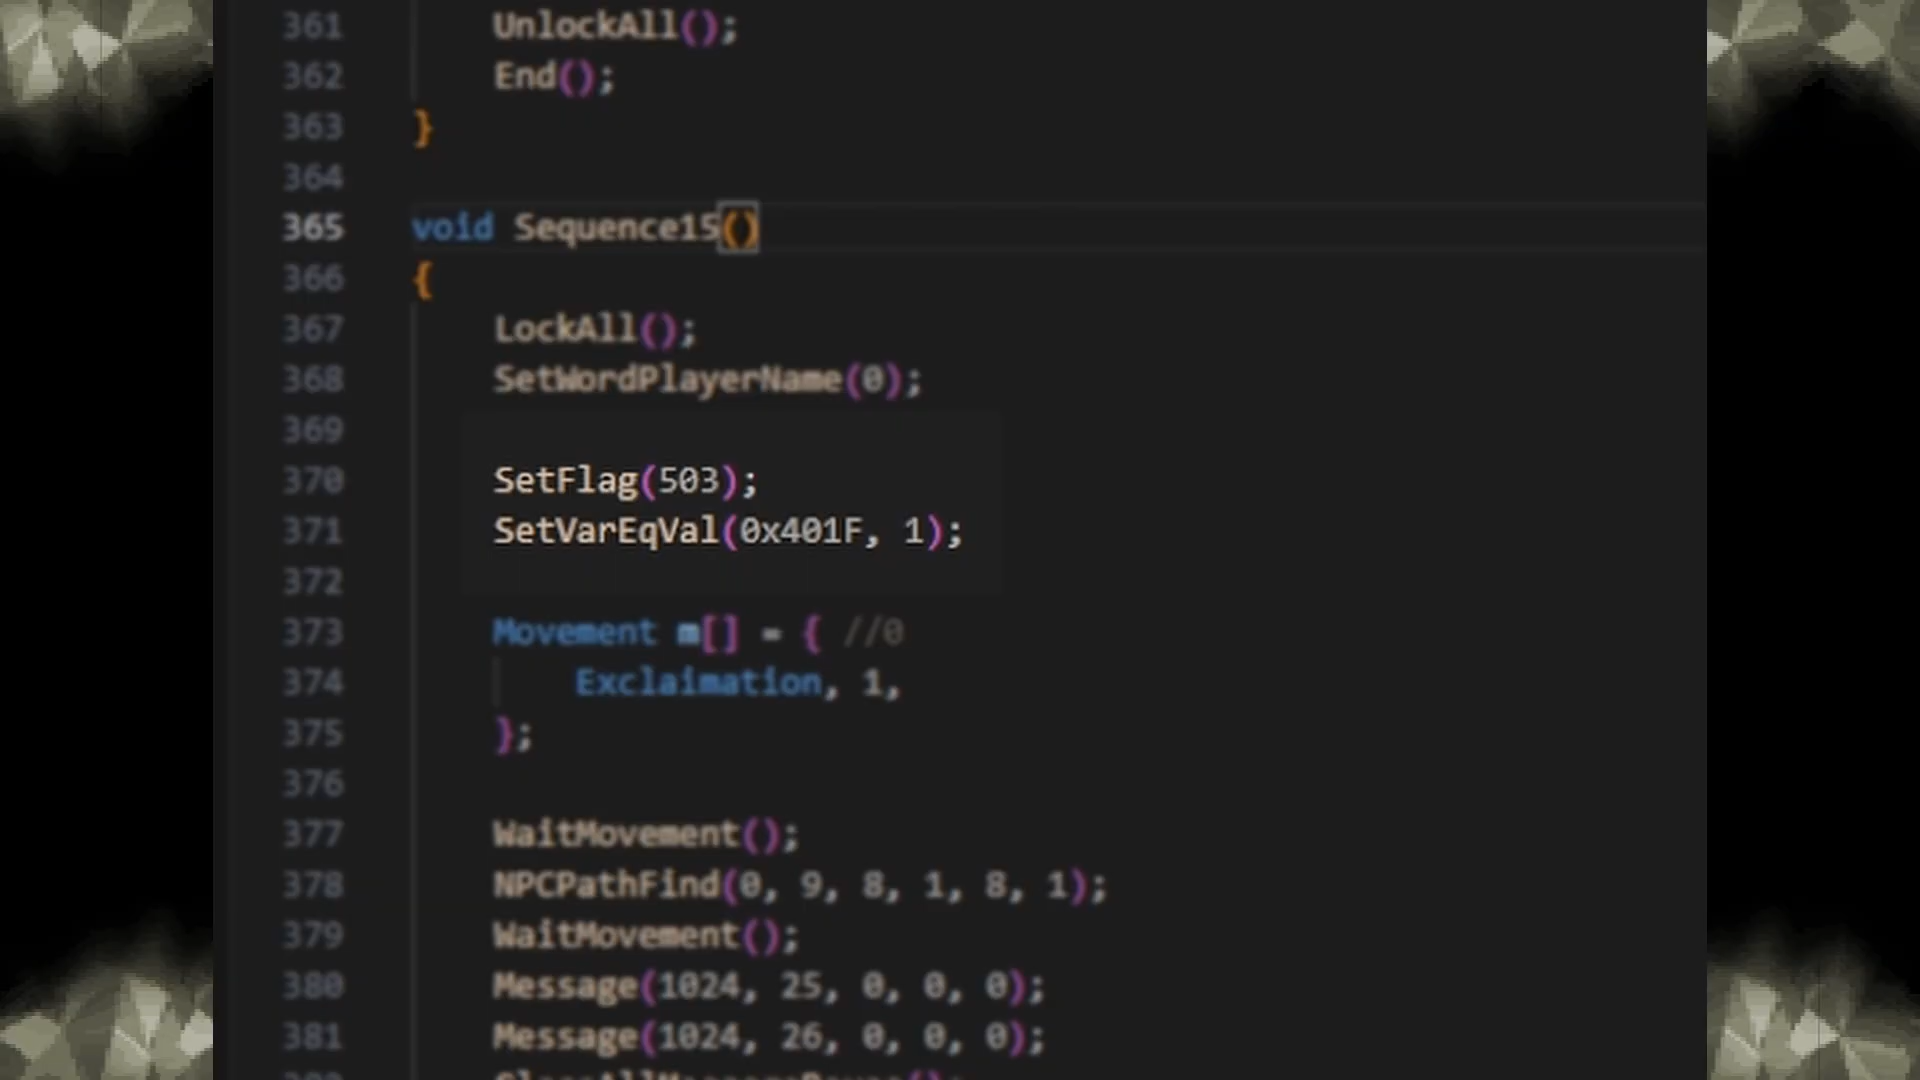 361 UnlockAll();
362 End();
363 }
364
365 void Sequence15()
366 {
367 LockAll();
368 SetWordPlayerName(0);
369
370 SetFlag(503);
371 SetVarEqVal(0x401F, 1);
372
373 Movement m[] = { //0
374 Exclaimation, 1,
375 };
376
377 WaitMovement();
378 NPCPathFind(0, 9, 8, 1, 8, 1);
379 WaitMovement();
380 Message(1024, 25, 0, 0, 0);
381 Message(1024, 26, 0, 0, 0);